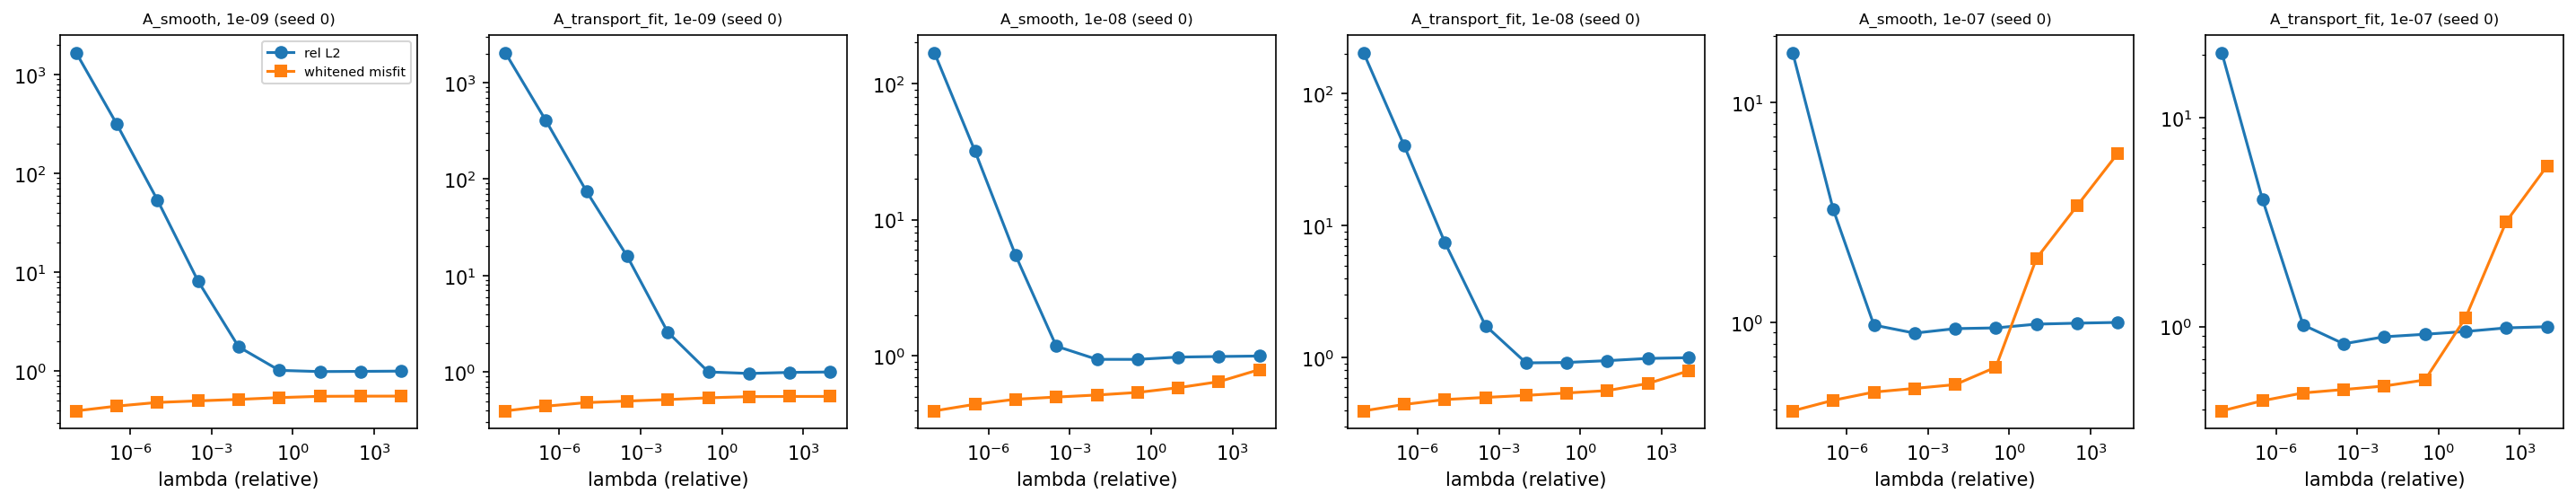 A_smooth, 1e-09 (seed 0)
rel L2
whitened misfit
10³
10²
10¹
10⁰
10⁻⁶ 10⁻³ 10⁰ 10³
lambda (relative)
A_transport_fit, 1e-09 (seed 0)
10³
10²
10¹
10⁰
10⁻⁶ 10⁻³ 10⁰ 10³
lambda (relative)
A_smooth, 1e-08 (seed 0)
10²
10¹
10⁰
10⁻⁶ 10⁻³ 10⁰ 10³
lambda (relative)
A_transport_fit, 1e-08 (seed 0)
10²
10¹
10⁰
10⁻⁶ 10⁻³ 10⁰ 10³
lambda (relative)
A_smooth, 1e-07 (seed 0)
10¹
10⁰
10⁻⁶ 10⁻³ 10⁰ 10³
lambda (relative)
A_transport_fit, 1e-07 (seed 0)
10¹
10⁰
10⁻⁶ 10⁻³ 10⁰ 10³
lambda (relative)